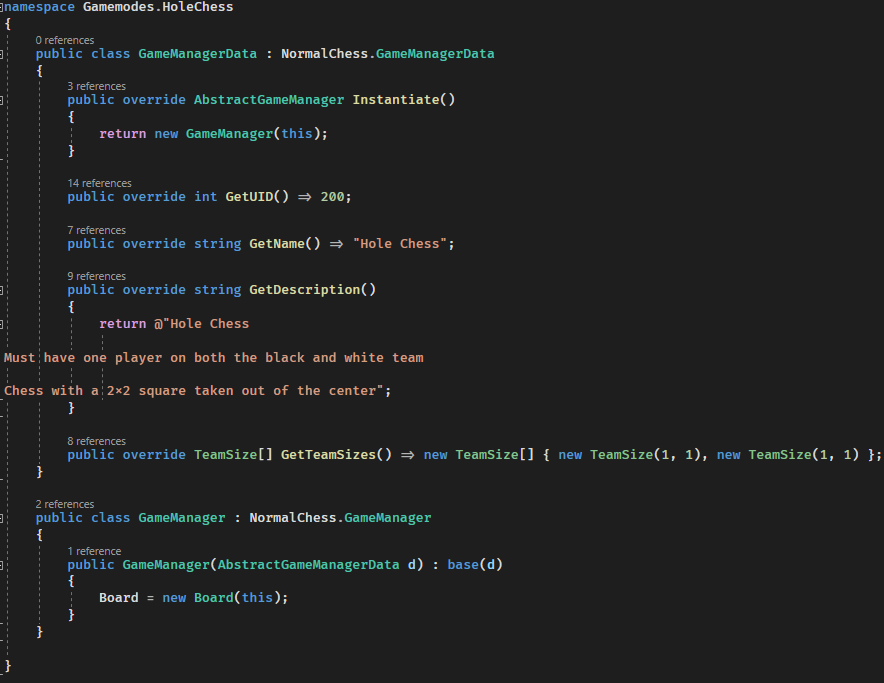 namespace Gamemodes.HoleChess
{
0 references
public class GameManagerData : NormalChess.GameManagerData
{
3 references
public override AbstractGameManager Instantiate()
{
return new GameManager(this);
}
14 references
public override int GetUID() => 200;
7 references
public override string GetName() => "Hole Chess";
9 references
public override string GetDescription()
{
return @"Hole Chess
Must have one player on both the black and white team
Chess with a 2x2 square taken out of the center";
}
8 references
public override TeamSize[] GetTeamSizes() => new TeamSize[] { new TeamSize(1, 1), new TeamSize(1, 1) };
}
2 references
public class GameManager : NormalChess.GameManager
{
1 reference
public GameManager(AbstractGameManagerData d) : base(d)
{
Board = new Board(this);
}
}
}